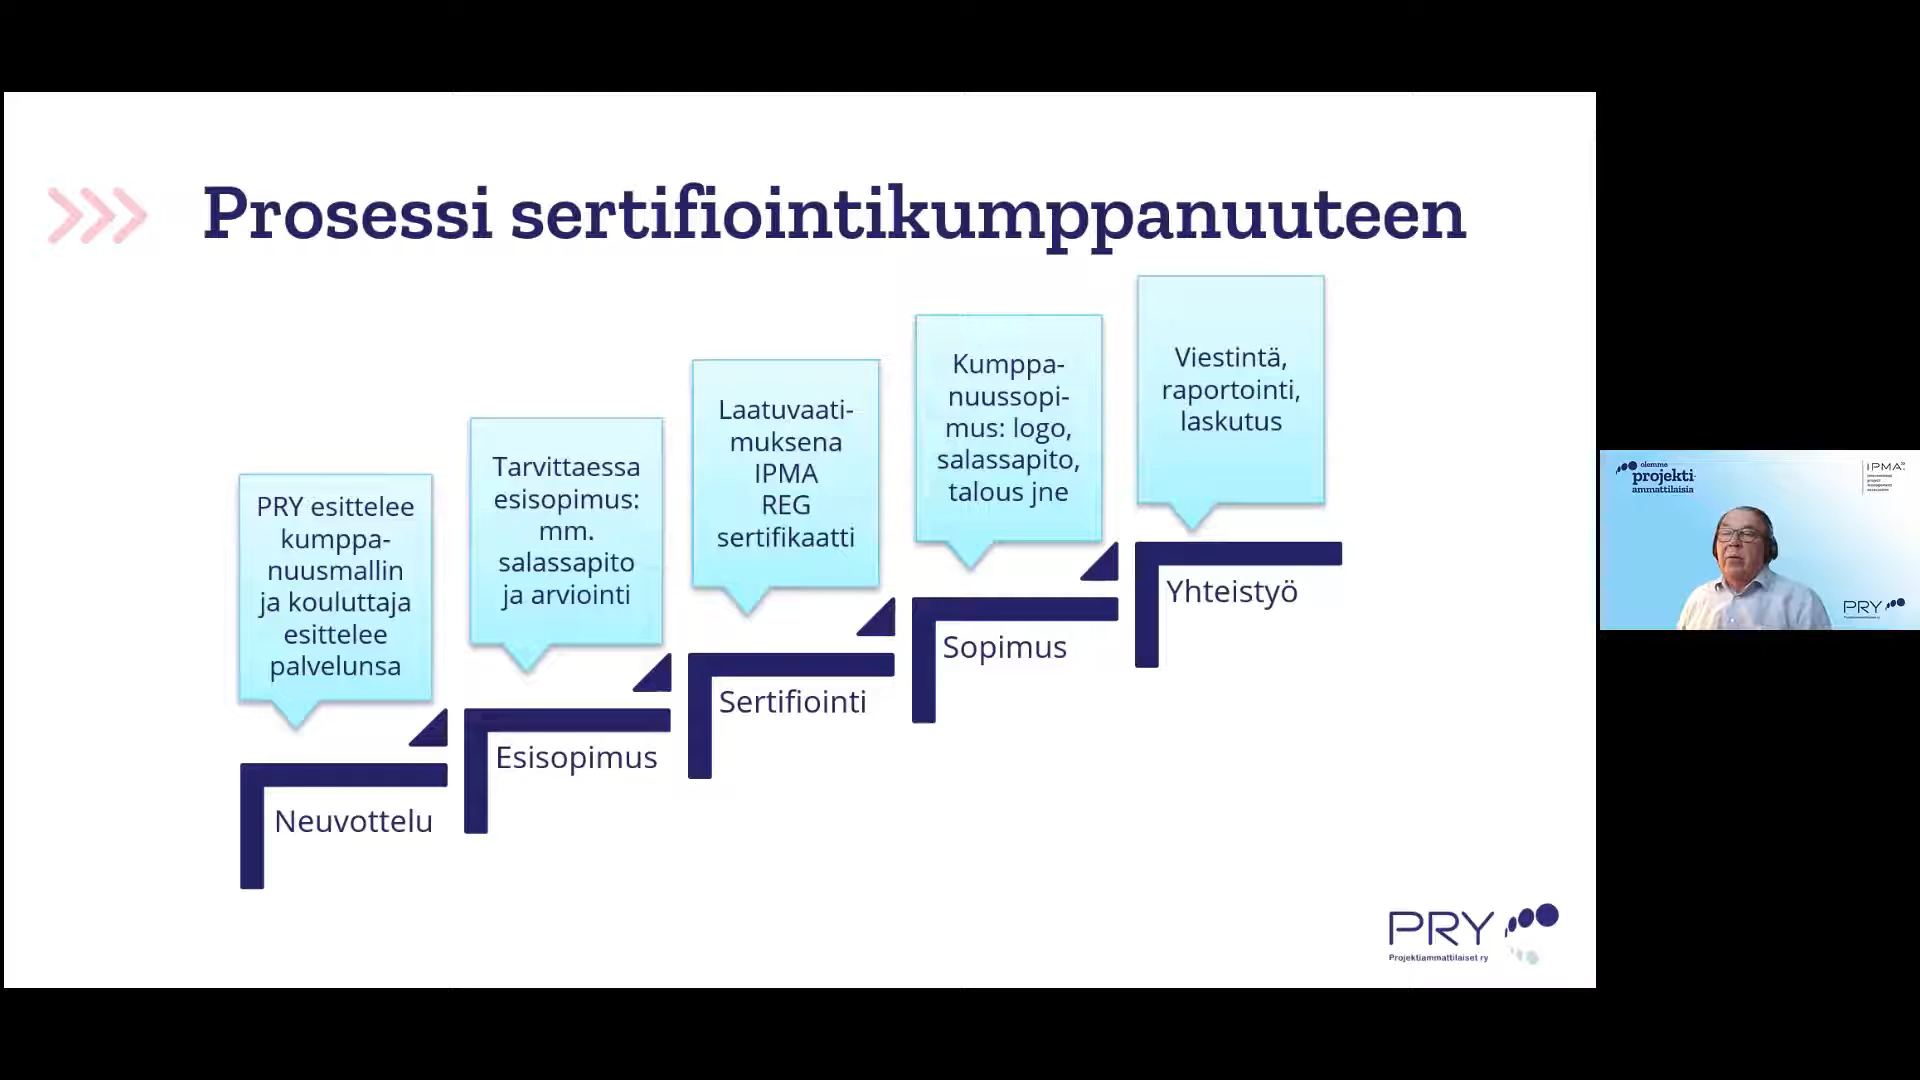 Prosessi sertifiointikumppanuuteen
PRY esittelee
kumppa-
nuusmallin
ja kouluttaja
esittelee
palvelunsa
Neuvottelu
Tarvittaessa
esisopimus:
mm.
salassapito
ja arviointi
Esisopimus
Laatuvaati-
muksena
IPMA
REG
sertifikaatti
Sertifiointi
Kumppa-
nuussopi-
mus: logo,
salassapito,
talous jne
Sopimus
Viestintä,
raportointi,
laskutus
Yhteistyö
PRY
Projektiammattilaiset ry
olemme
projekti-
ammattilaisia
IPMA
PRY